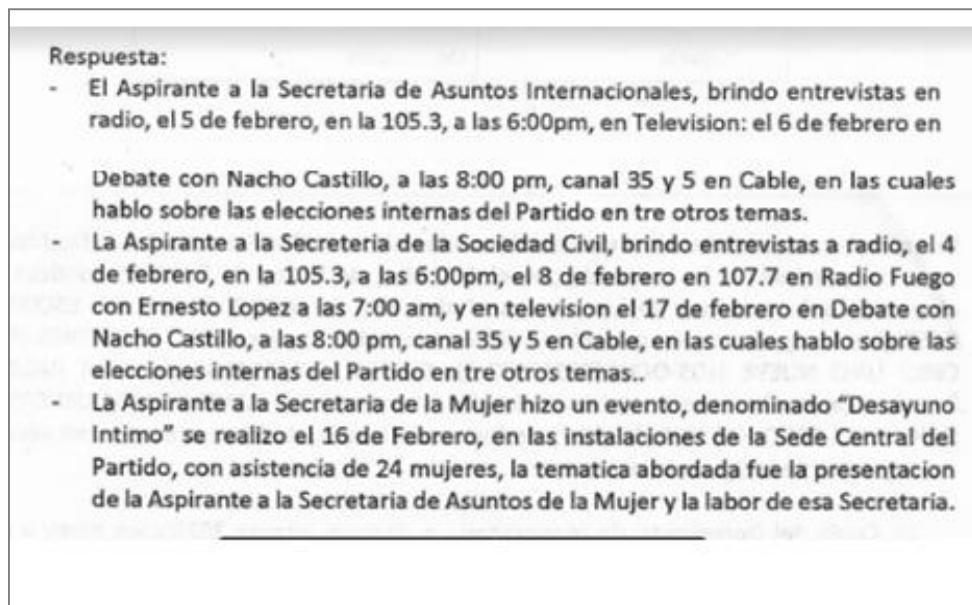 Respuesta:
- El Aspirante a la Secretaria de Asuntos Internacionales, brindo entrevistas en
radio, el 5 de febrero, en la 105.3, a las 6:00pm, en Television: el 6 de febrero en
Debate con Nacho Castillo, a las 8:00 pm, canal 35 y 5 en Cable, en las cuales
hablo sobre las elecciones internas del Partido en tre otros temas.
- La Aspirante a la Secreteria de la Sociedad Civil, brindo entrevistas a radio, el 4
de febrero, en la 105.3, a las 6:00pm, el 8 de febrero en 107.7 en Radio Fuego
con Ernesto Lopez a las 7:00 am, y en television el 17 de febrero en Debate con
Nacho Castillo, a las 8:00 pm, canal 35 y 5 en Cable, en las cuales hablo sobre las
elecciones internas del Partido en tre otros temas..
- La Aspirante a la Secretaria de la Mujer hizo un evento, denominado “Desayuno
Intimo” se realizo el 16 de Febrero, en las instalaciones de la Sede Central del
Partido, con asistencia de 24 mujeres, la tematica abordada fue la presentacion
de la Aspirante a la Secretaria de Asuntos de la Mujer y la labor de esa Secretaria.